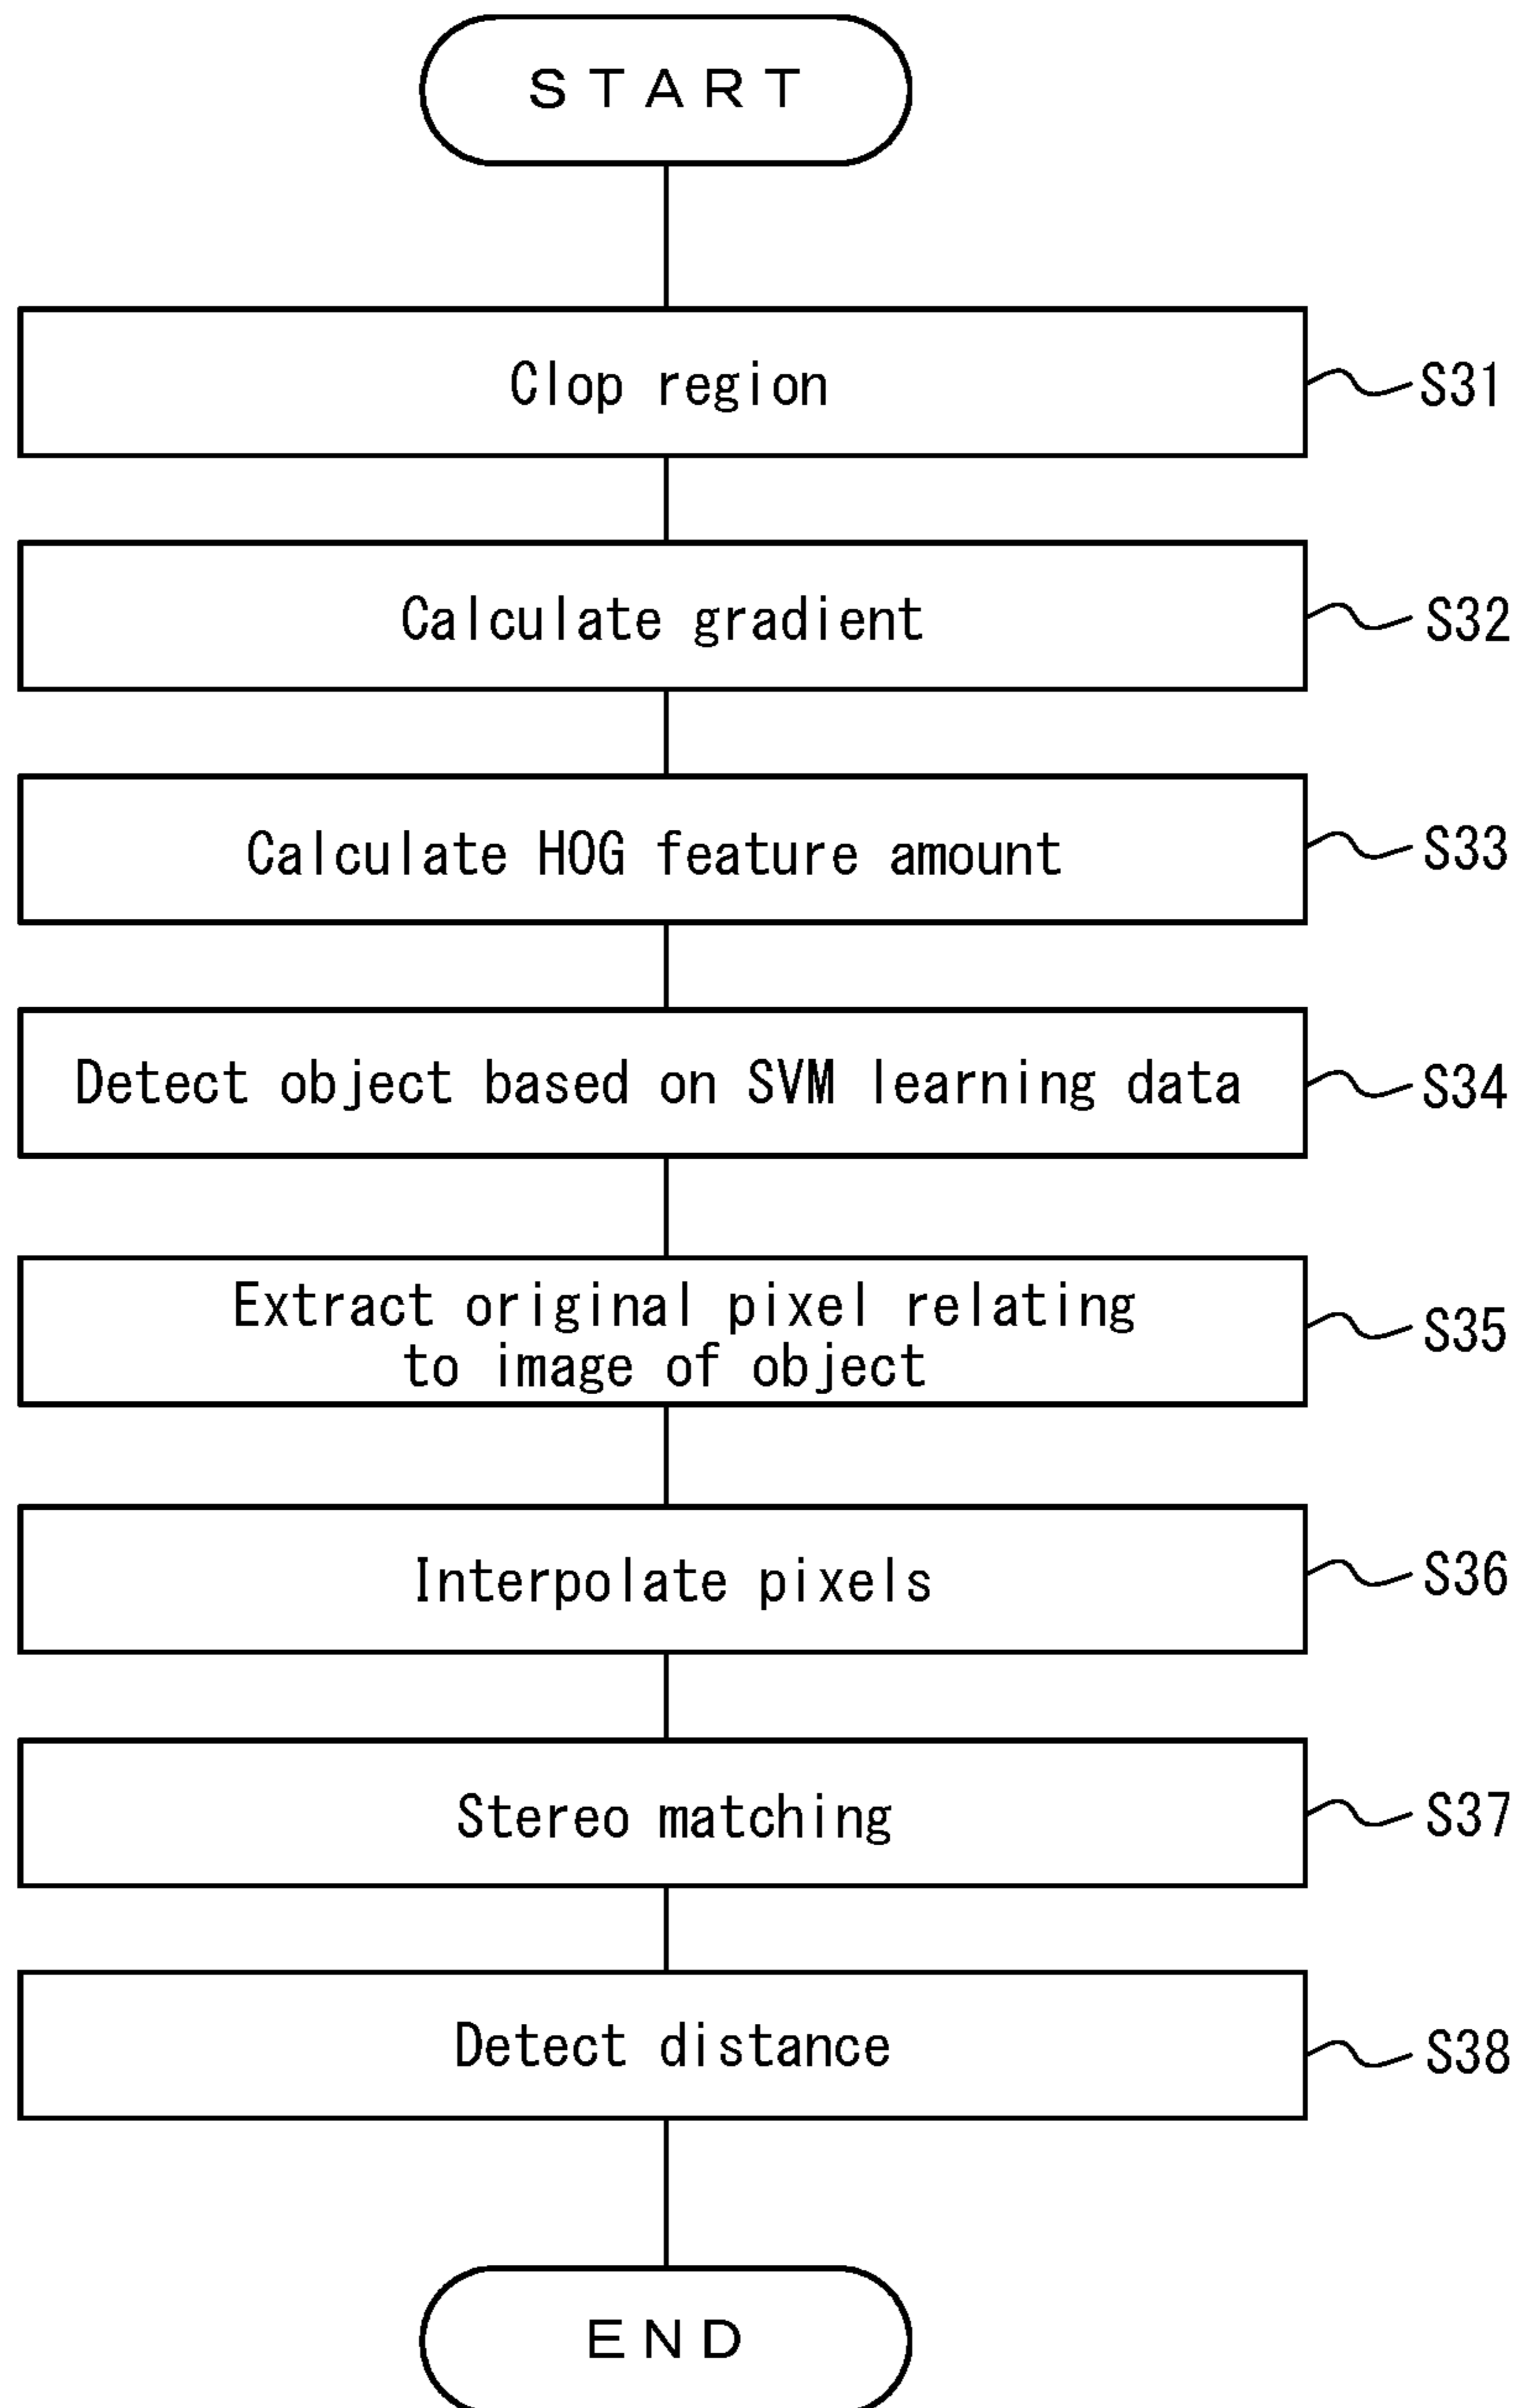 START
Clop region
S31
Calculate gradient
S32
Calculate HOG feature amount
S33
Detect object based on SVM learning data
S34
Extract original pixel relating
to image of object
S35
Interpolate pixels
S36
Stereo matching
S37
Detect distance
S38
END